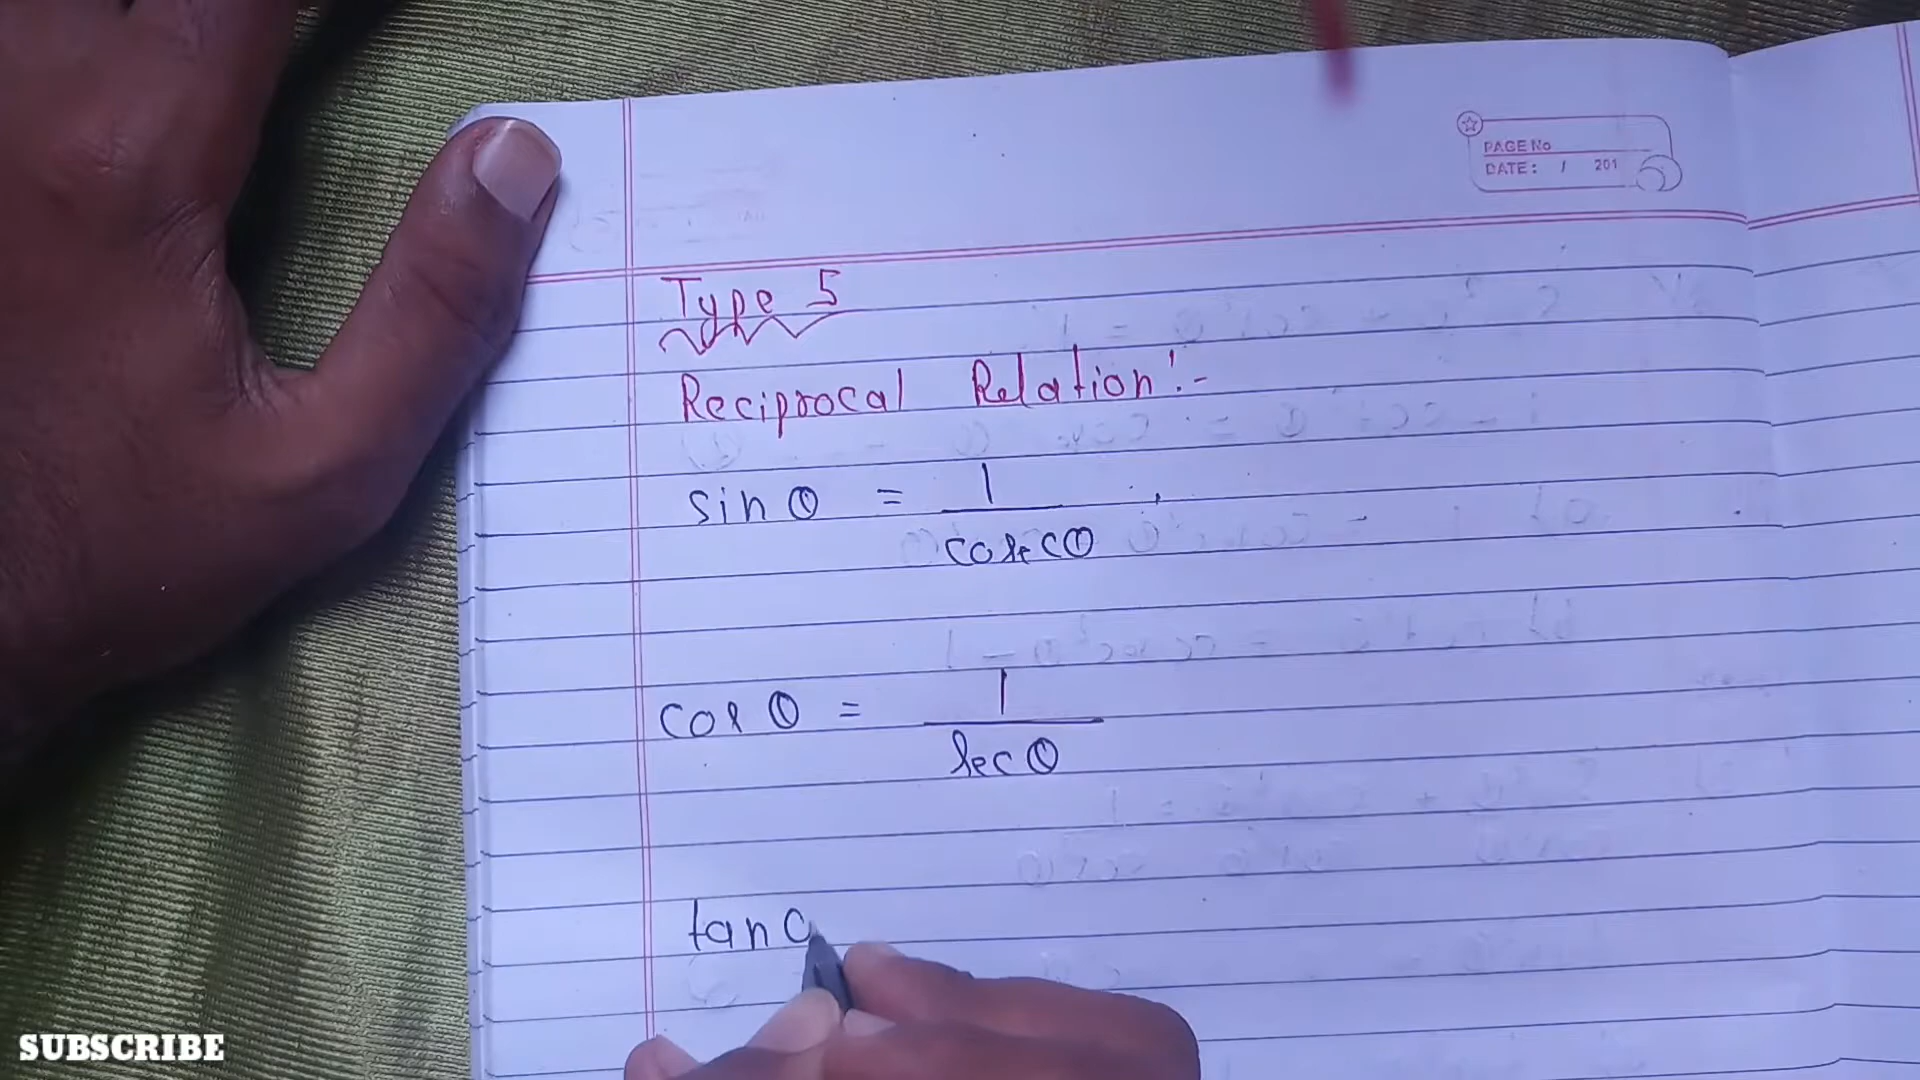 PAGE No
DATE: / 201
Type 5
Reciprocal Relation:-
sin θ = 1
cosec θ
cos θ = 1
sec θ
tan
SUBSCRIBE